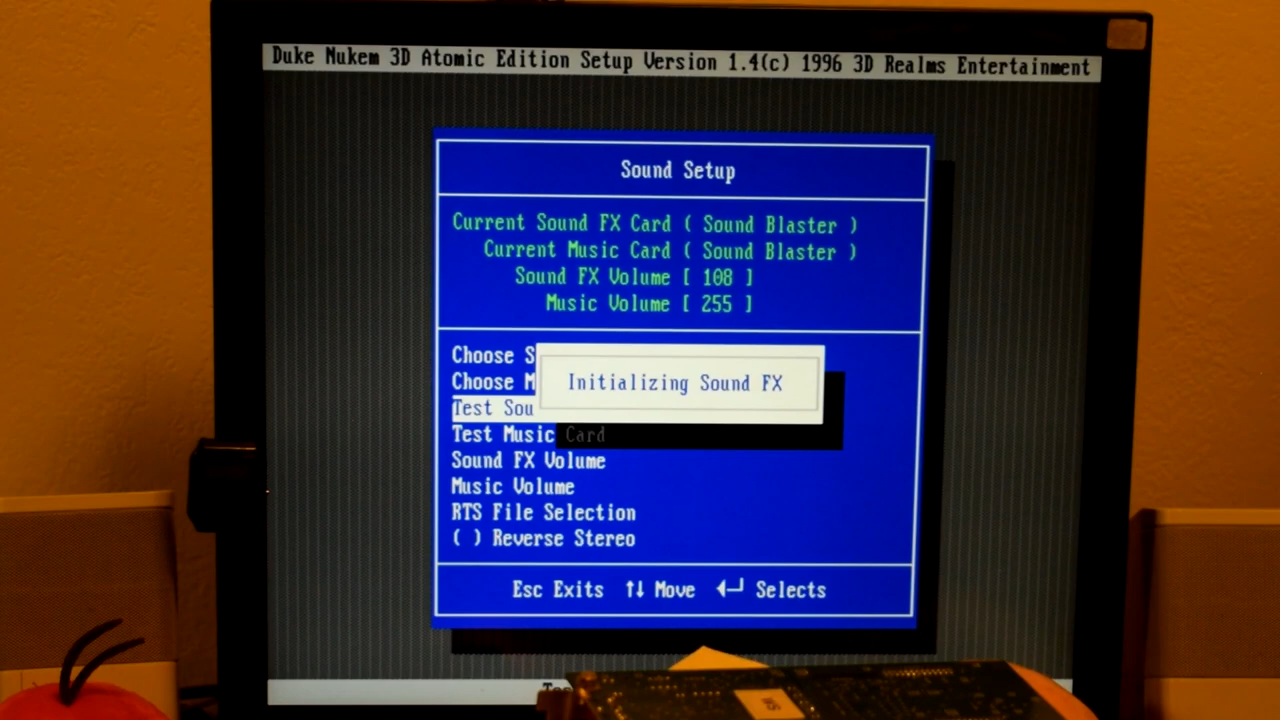 Duke Nukem 3D Atomic Edition Setup Version 1.4(c) 1996 3D Realms Entertainment
Sound Setup
Current Sound FX Card ( Sound Blaster )
Current Music Card ( Sound Blaster )
Sound FX Volume [ 108 ]
Music Volume [ 255 ]
Choose S
Choose M
Initializing Sound FX
Test Sou
Test Music Card
Sound FX Volume
Music Volume
RTS File Selection
( ) Reverse Stereo
Esc Exits ↑↓ Move ↵ Selects